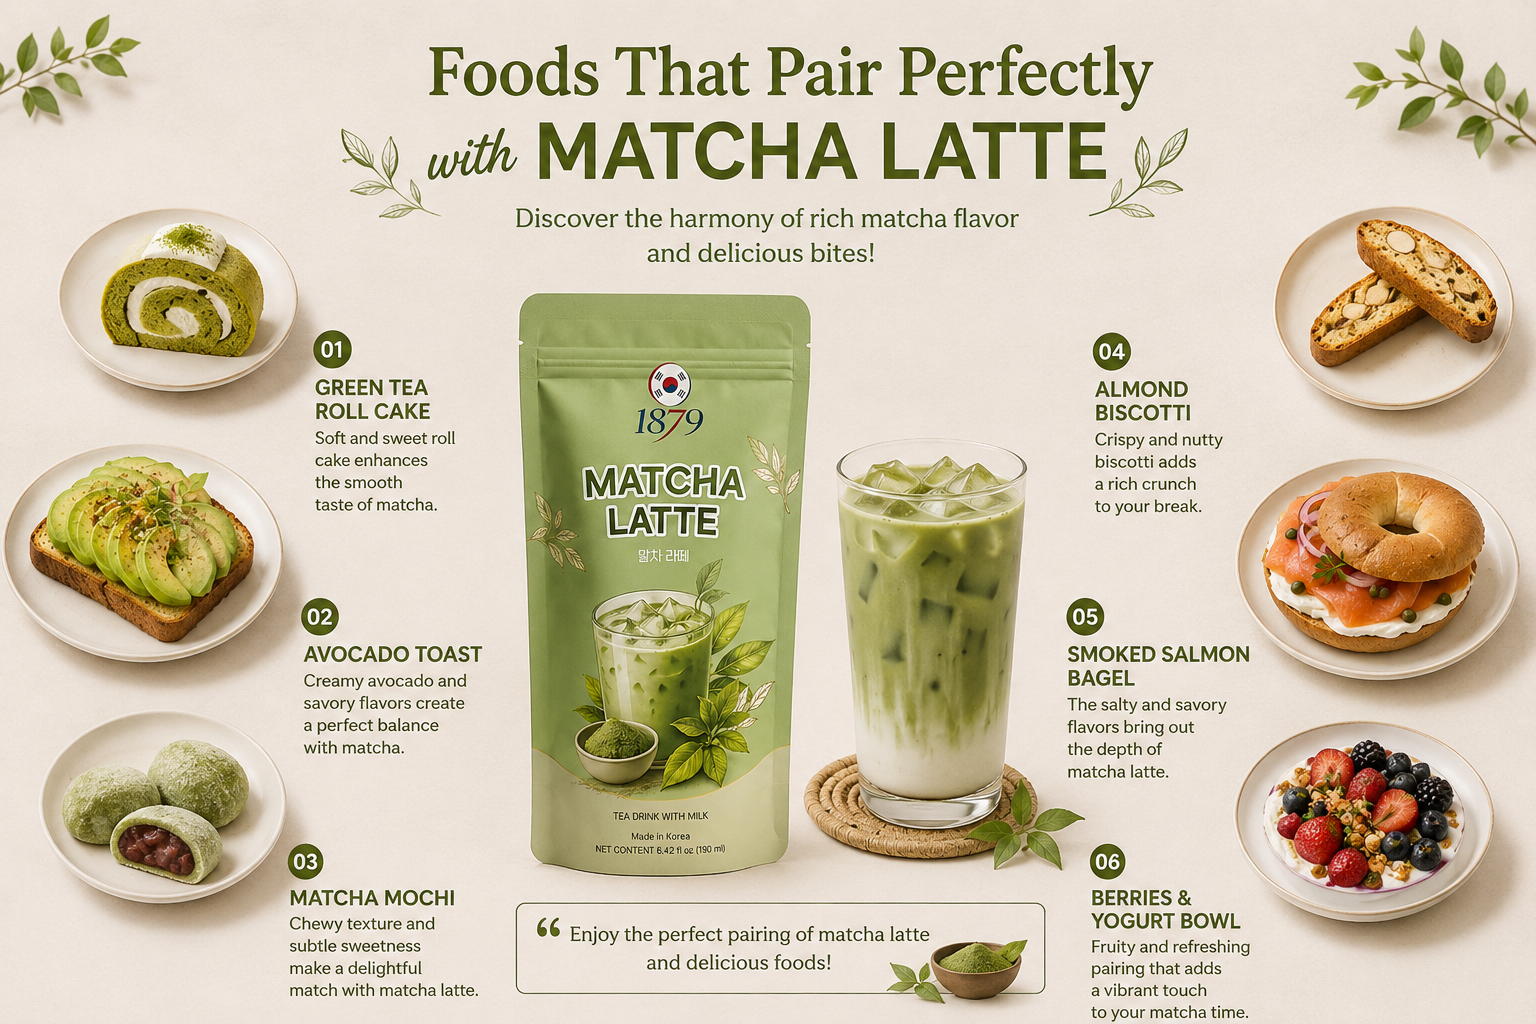 Foods That Pair Perfectly
with MATCHA LATTE
Discover the harmony of rich matcha flavor
and delicious bites!
01
GREEN TEA
ROLL CAKE
Soft and sweet roll
cake enhances
the smooth
taste of matcha.
02
AVOCADO TOAST
Creamy avocado and
savory flavors create
a perfect balance
with matcha.
03
MATCHA MOCHI
Chewy texture and
subtle sweetness
make a delightful
match with matcha latte.
1879
MATCHA
LATTE
TEA DRINK WITH MILK
Made in Korea
NET CONTENT 6.42 fl oz (190 ml)
04
ALMOND
BISCOTTI
Crispy and nutty
biscotti adds
a rich crunch
to your break.
05
SMOKED SALMON
BAGEL
The salty and savory
flavors bring out
the depth of
matcha latte.
06
BERRIES &
YOGURT BOWL
Fruity and refreshing
pairing that adds
a vibrant touch
to your matcha time.
“ Enjoy the perfect pairing of matcha latte
and delicious foods!